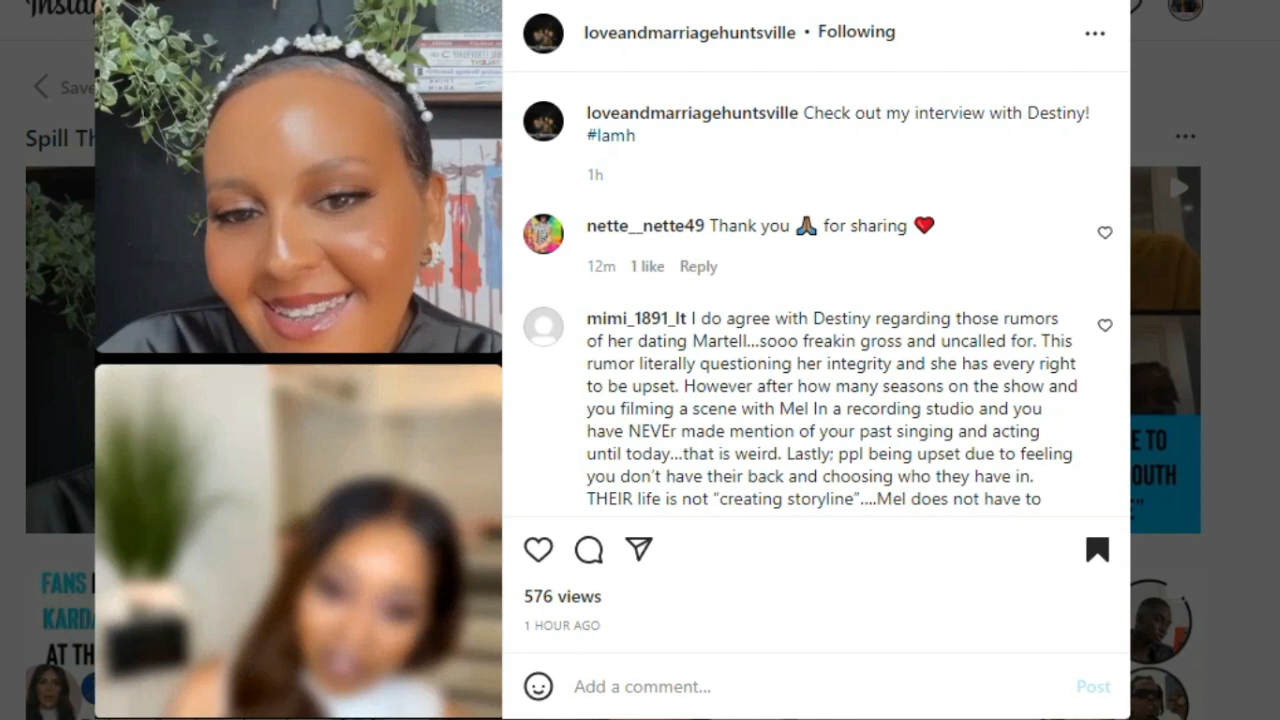 Save
Spill Th
loveandmarriagehuntsville • Following
loveandmarriagehuntsville Check out my interview with Destiny!
#lamh
1h
nette__nette49 Thank you 🙏🏾 for sharing ❤️
12m 1 like Reply
mimi_1891_lt I do agree with Destiny regarding those rumors
of her dating Martell...sooo freakin gross and uncalled for. This
rumor literally questioning her integrity and she has every right
to be upset. However after how many seasons on the show and
you filming a scene with Mel In a recording studio and you
have NEVEr made mention of your past singing and acting
until today...that is weird. Lastly; ppl being upset due to feeling
you don't have their back and choosing who they have in.
THEIR life is not “creating storyline”....Mel does not have to
576 views
1 HOUR AGO
Add a comment...
Post
FANS
KARDA
AT TH
E TO
OUTH